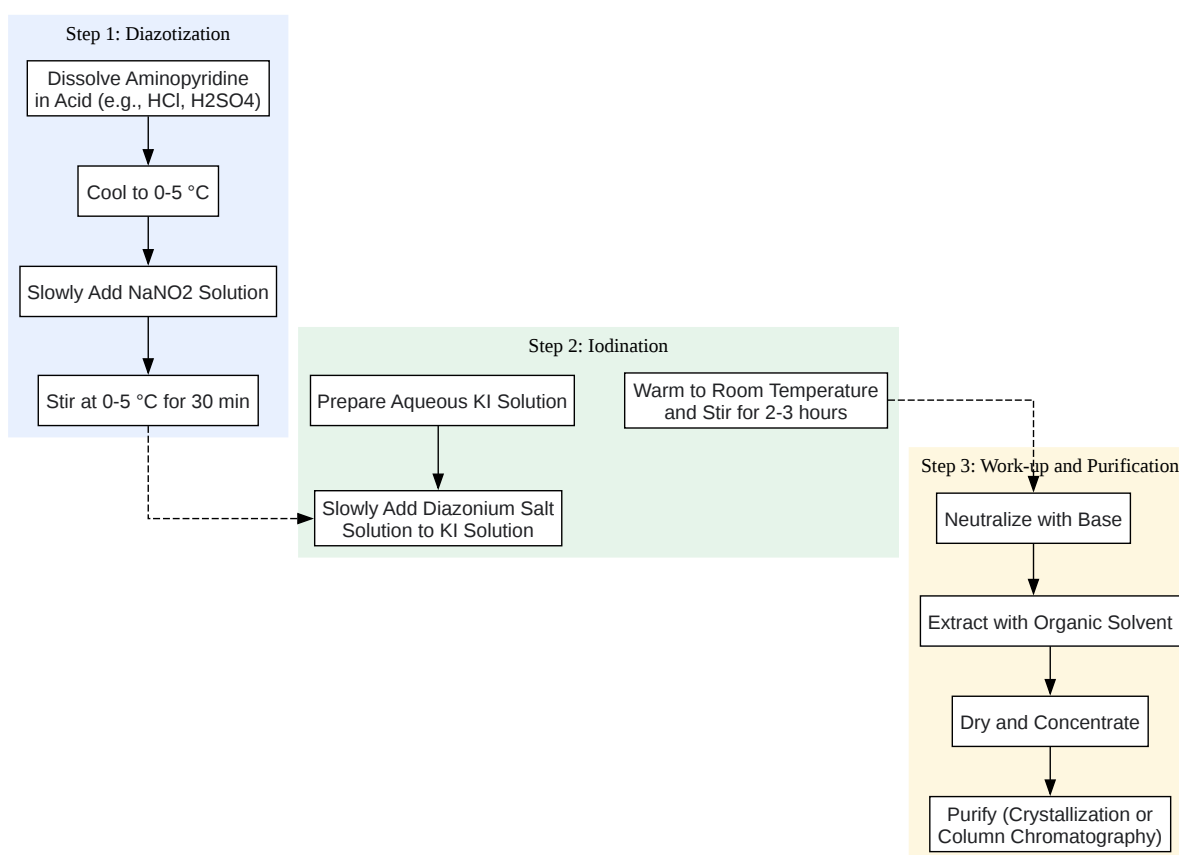 Step 1: Diazotization
Dissolve Aminopyridine
in Acid (e.g., HCl, H2SO4)
Cool to 0-5 °C
Slowly Add NaNO2 Solution
Stir at 0-5 °C for 30 min
Step 2: Iodination
Prepare Aqueous KI Solution
Slowly Add Diazonium Salt
Solution to KI Solution
Warm to Room Temperature
and Stir for 2-3 hours
Step 3: Work-up and Purification
Neutralize with Base
Extract with Organic Solvent
Dry and Concentrate
Purify (Crystallization or
Column Chromatography)